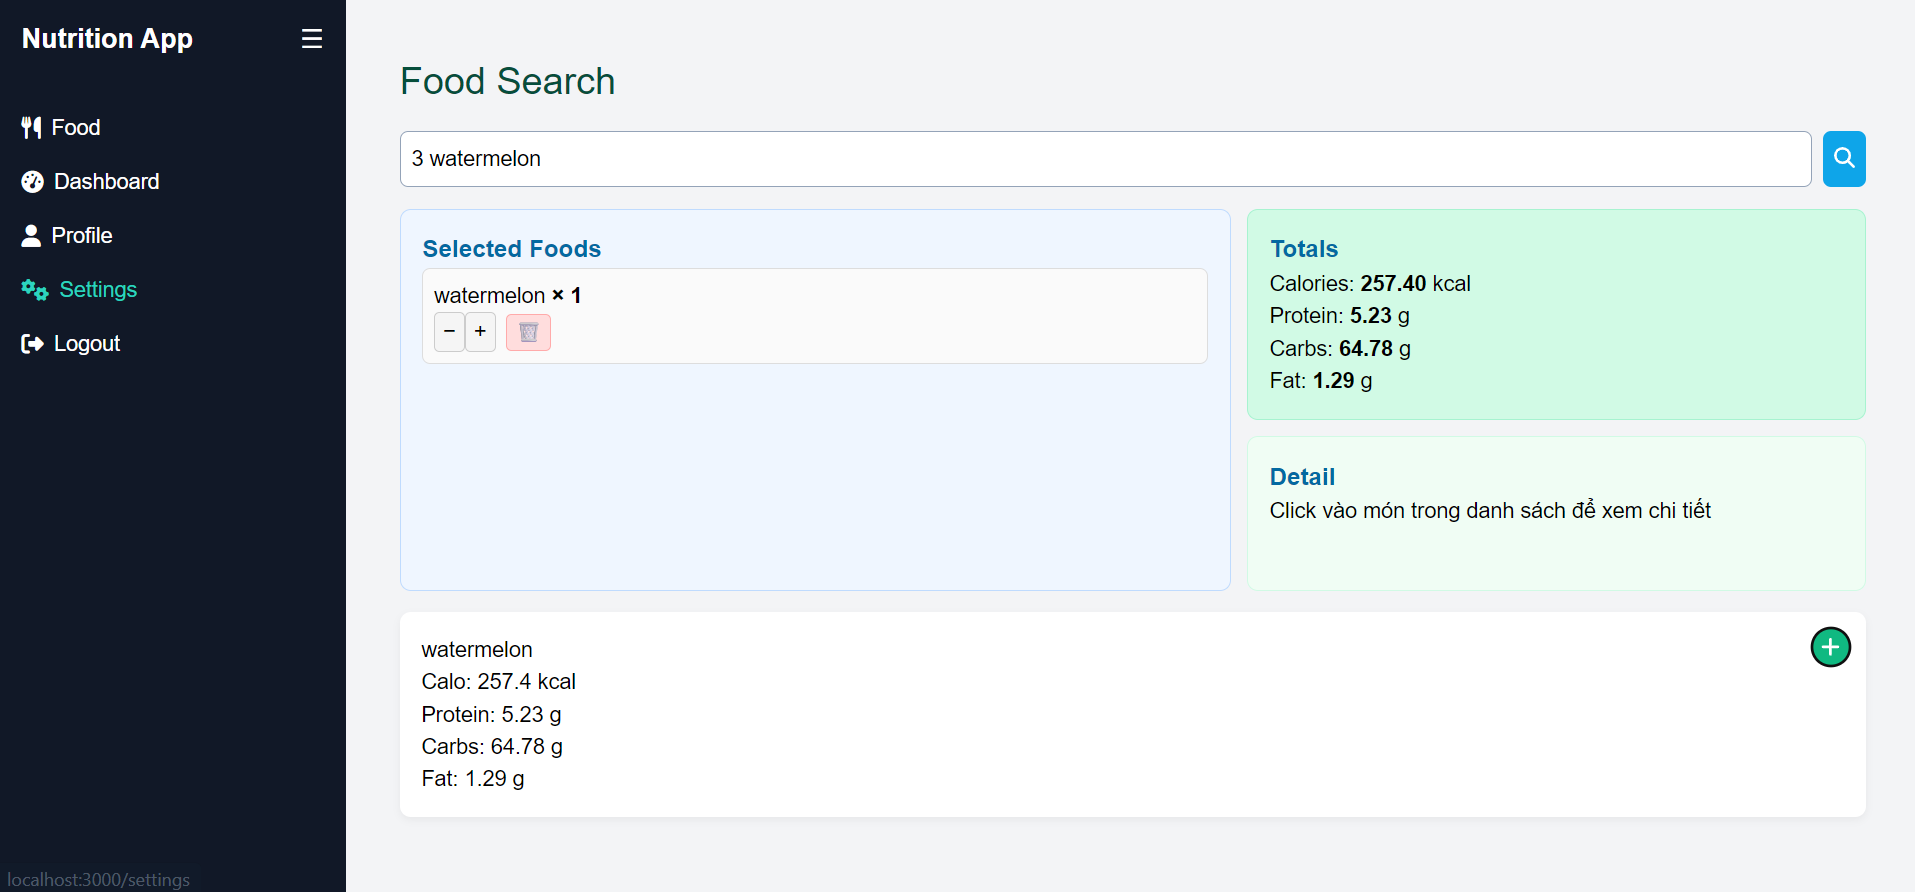 Nutrition App
Food
Dashboard
Profile
Settings
Logout
Food Search
3 watermelon
Selected Foods
watermelon × 1
− +
Totals
Calories: 257.40 kcal
Protein: 5.23 g
Carbs: 64.78 g
Fat: 1.29 g
Detail
Click vào món trong danh sách để xem chi tiết
watermelon
Calo: 257.4 kcal
Protein: 5.23 g
Carbs: 64.78 g
Fat: 1.29 g
localhost:3000/settings